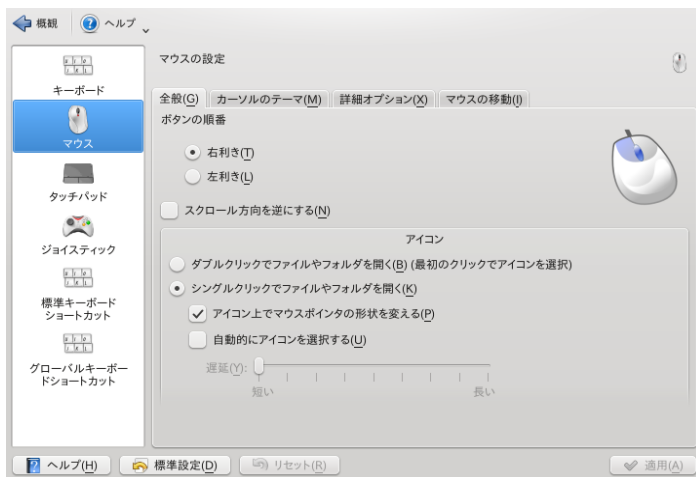 概観 ヘルプ
キーボード
マウス
タッチパッド
ジョイスティック
標準キーボード
ショートカット
グローバルキーボー
ドショートカット
マウスの設定
全般(G) カーソルのテーマ(M) 詳細オプション(X) マウスの移動(I)
ボタンの順番
右利き(T)
左利き(L)
スクロール方向を逆にする(N)
アイコン
ダブルクリックでファイルやフォルダを開く(B) (最初のクリックでアイコンを選択)
シングルクリックでファイルやフォルダを開く(K)
アイコン上でマウスポインタの形状を変える(P)
自動的にアイコンを選択する(U)
遅延(Y):
短い 長い
ヘルプ(H) 標準設定(D) リセット(R) 適用(A)